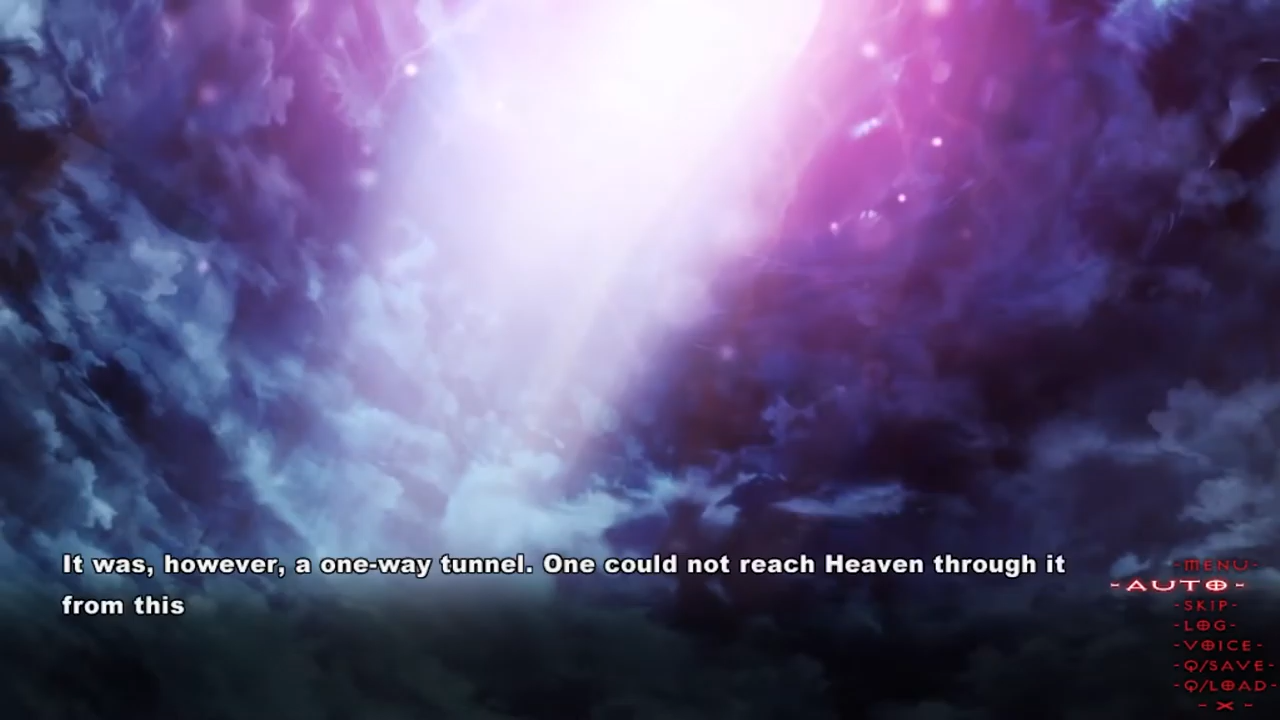 It was, however, a one-way tunnel. One could not reach Heaven through it
from this
-MENU-
-AUTO-
-SKIP-
-LOG-
-VOICE-
-Q/SAVE-
-Q/LOAD-
-X-